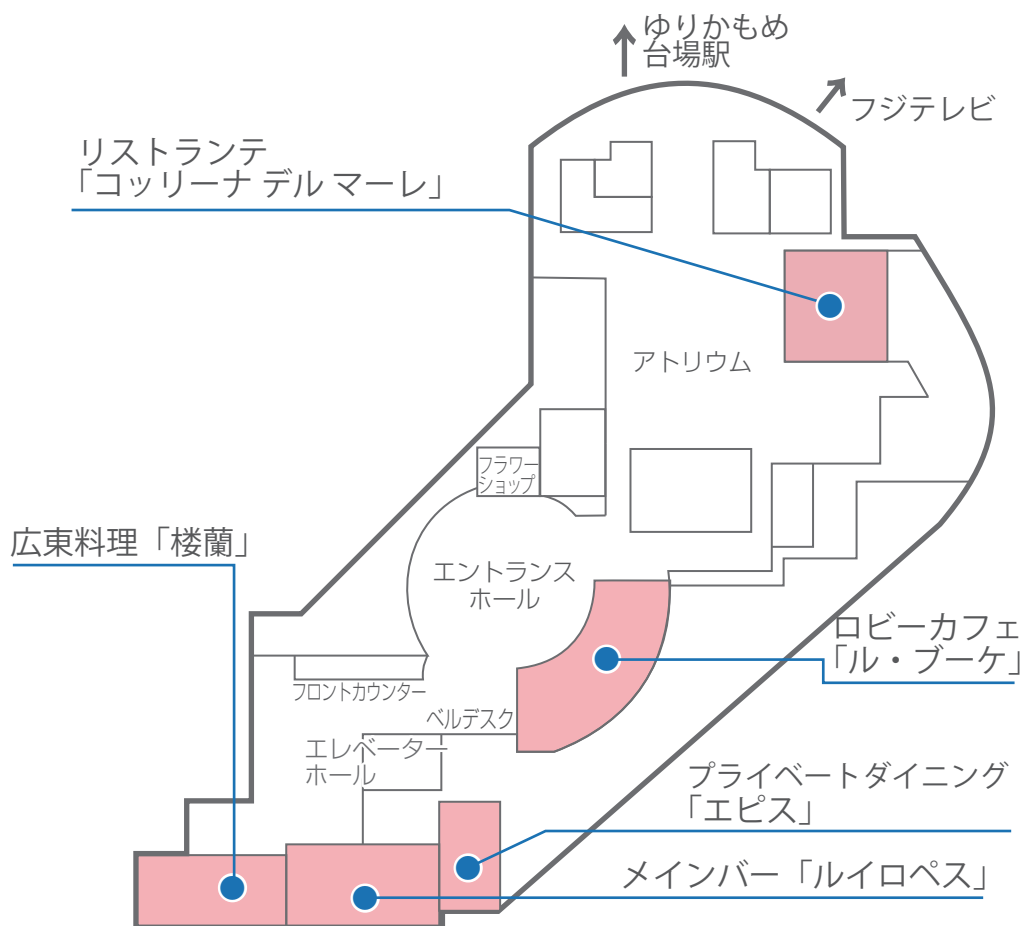 ゆりかもめ
台場駅
フジテレビ
リストランテ
「コッリーナ デル マーレ」
アトリウム
フラワー
ショップ
広東料理「楼蘭」
エントランス
ホール
ロビーカフェ
「ル・ブーケ」
フロントカウンター
ベルデスク
エレベーター
ホール
プライベートダイニング
「エピス」
メインバー「ルイロペス」